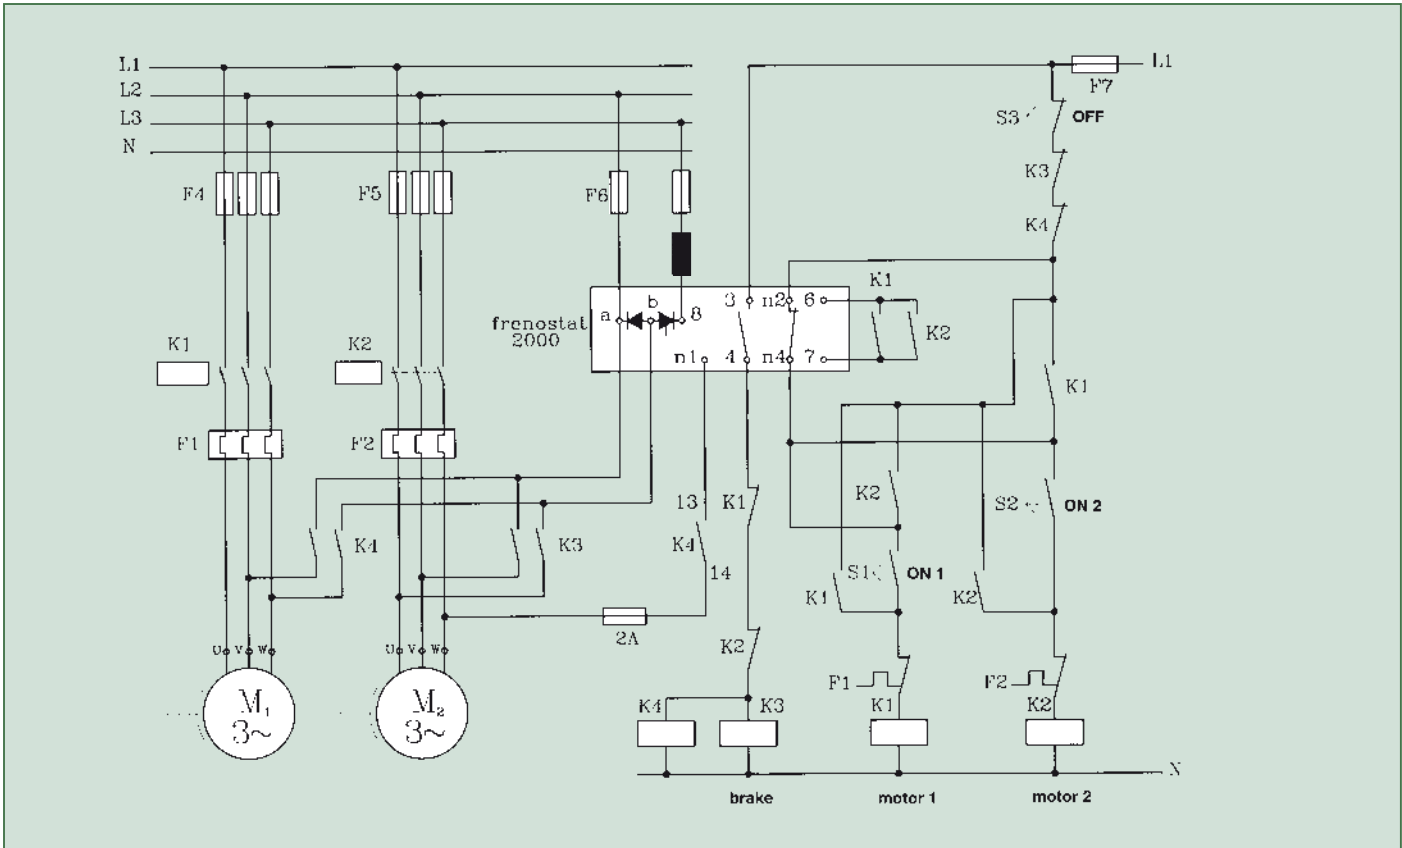 L1
L1
L2
F7
L3
S3 OFF
N
K3
F4
F5
F6
K4
K1
3 n2 6
b
a 8
frenostat
2000
K2
K1
K2
n1 4 n4 7
K1
F1
F2
13
K1
K2
S2 ON 2
K4
K3
K4
14
S1 ON 1
K1
K2
2A
K2
U V W
U V W
F1
F2
M1
3~
M2
3~
K4
K3
K1
K2
N
brake
motor 1
motor 2